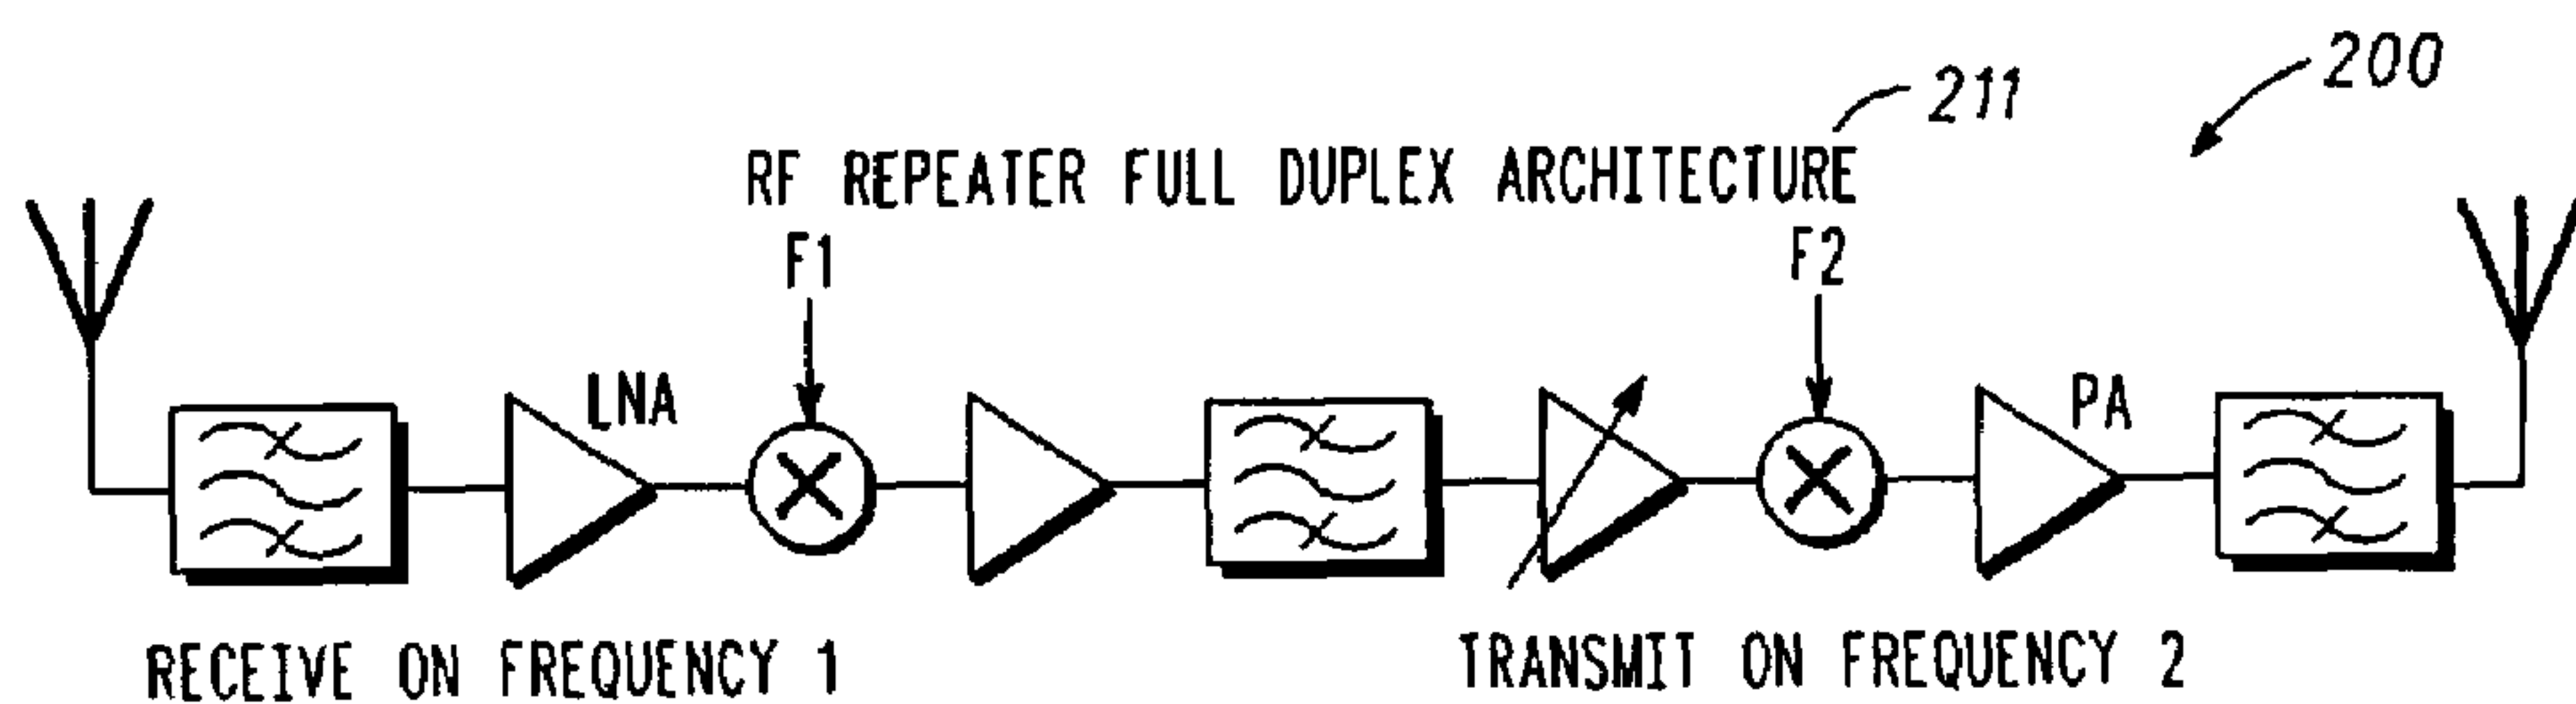 200
211
RF REPEATER FULL DUPLEX ARCHITECTURE
F1
F2
LNA
PA
RECEIVE ON FREQUENCY 1
TRANSMIT ON FREQUENCY 2